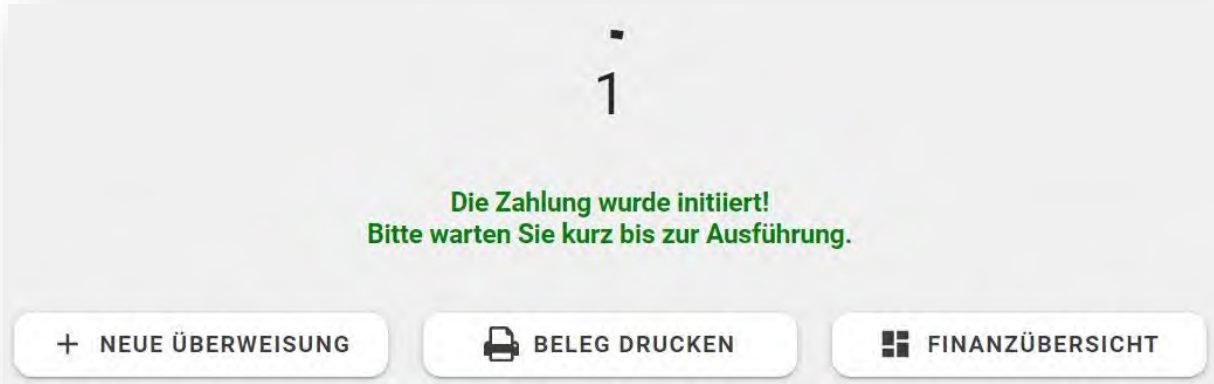 1
Die Zahlung wurde initiiert!
Bitte warten Sie kurz bis zur Ausführung.
+ NEUE ÜBERWEISUNG
BELEG DRUCKEN
FINANZÜBERSICHT